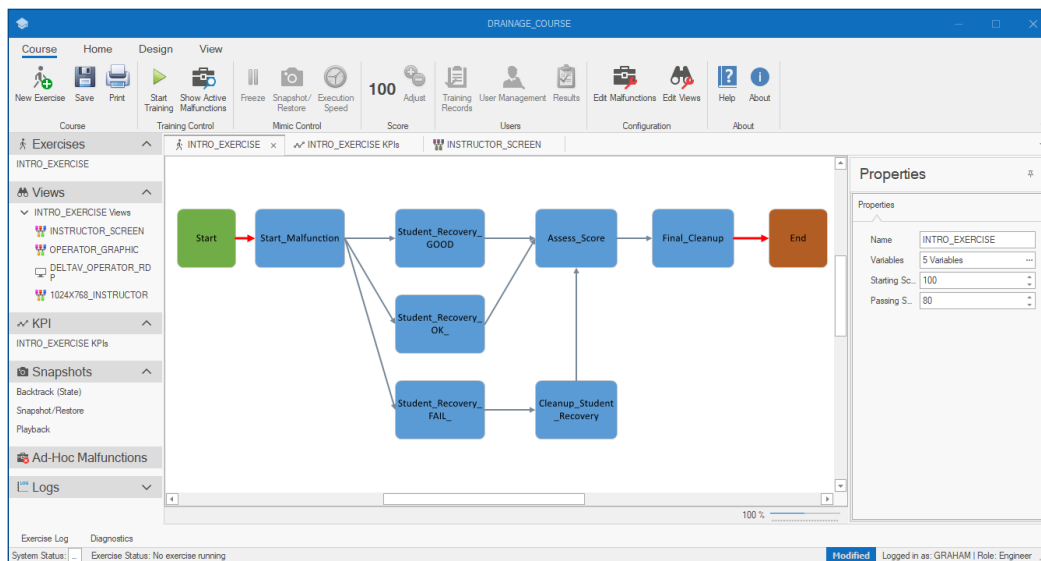 DRAINAGE_COURSE
Course Home Design View
New Exercise Save Print Start Training Show Active Malfunctions Freeze Snapshot/ Restore Execution Speed 100 Adjust Training Records User Management Results Edit Malfunctions Edit Views Help About
Course Training Control Mimic Control Score Users Configuration About
Exercises
INTRO_EXERCISE
Views
INTRO_EXERCISE Views
INSTRUCTOR_SCREEN
OPERATOR_GRAPHIC
DELTAV_OPERATOR_RD
P
1024X768_INSTRUCTOR
KPI
INTRO_EXERCISE KPIs
Snapshots
Backtrack (State)
Snapshot/Restore
Playback
Ad-Hoc Malfunctions
LOG
Logs
INTRO_EXERCISE × INTRO_EXERCISE KPIs INSTRUCTOR_SCREEN
Start
Start_Malfunction
Student_Recovery_
GOOD
Assess_Score
Final_Cleanup
End
Student_Recovery_
OK_
Student_Recovery_
FAIL_
Cleanup_Student
_Recovery
100 %
Properties
Properties
Name INTRO_EXERCISE
Variables 5 Variables ...
Starting Sc... 100
Passing S... 80
Exercise Log Diagnostics
System Status: ... Exercise Status: No exercise running Modified Logged in as: GRAHAM | Role: Engineer